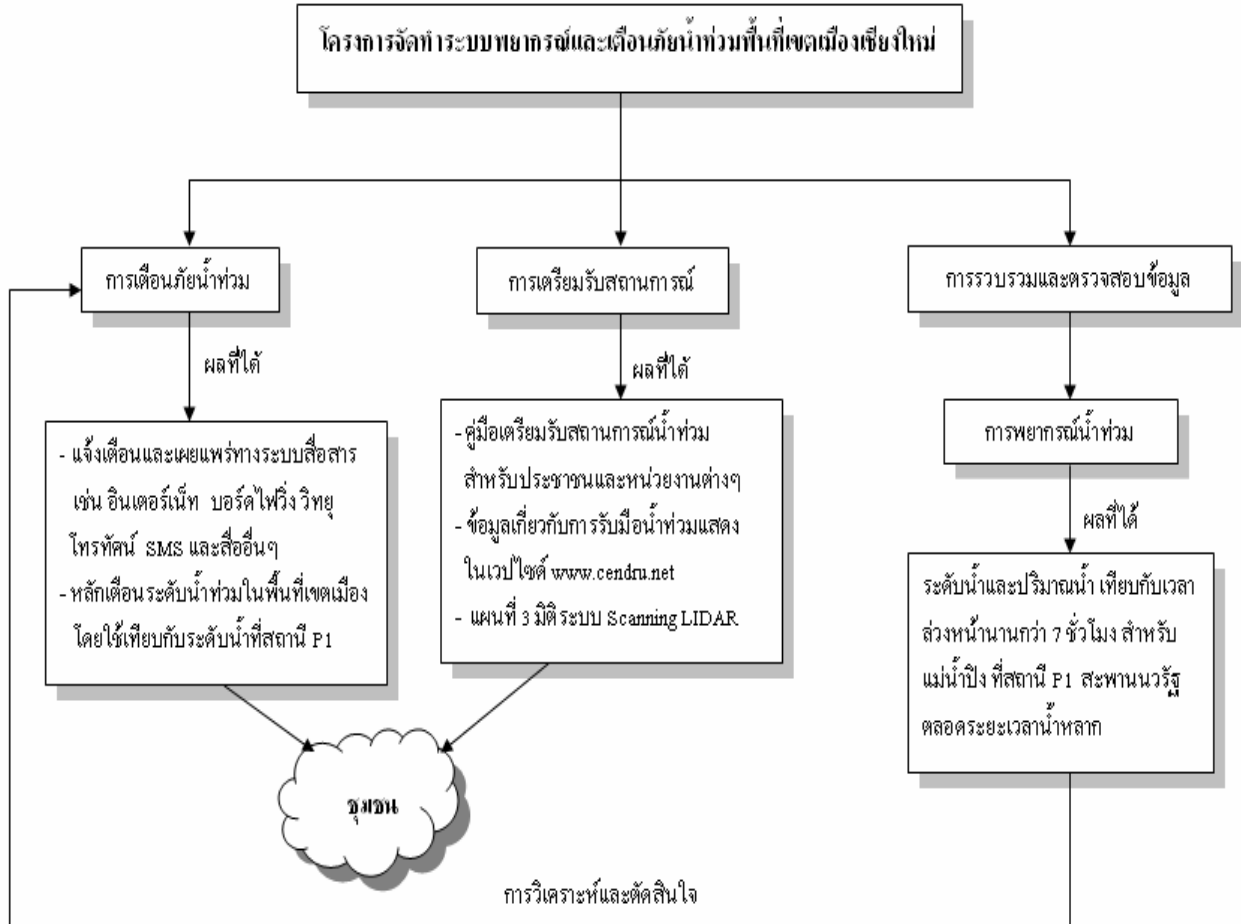 โครงการจัดทำระบบพยากรณ์และเตือนภัยน้ำท่วมพื้นที่เขตเมืองเชียงใหม่
การเตือนภัยน้ำท่วม
การเตรียมรับสถานการณ์
การรวบรวมและตรวจสอบข้อมูล
ผลที่ได้
ผลที่ได้
- แจ้งเตือนและเผยแพร่ทางระบบสื่อสาร
เช่น อินเตอร์เน็ท บอร์ดไฟวิ่ง วิทยุ
โทรทัศน์ SMS และสื่ออื่นๆ
- หลักเตือนระดับน้ำท่วมในพื้นที่เขตเมือง
โดยใช้เทียบกับระดับน้ำที่สถานี P1
- คู่มือเตรียมรับสถานการณ์น้ำท่วม
สำหรับประชาชนและหน่วยงานต่างๆ
- ข้อมูลเกี่ยวกับการรับมือน้ำท่วมแสดง
ในเวปไซด์ www.cendru.net
- แผนที่ 3 มิติ ระบบ Scanning LIDAR
การพยากรณ์น้ำท่วม
ผลที่ได้
ระดับน้ำและปริมาณน้ำ เทียบกับเวลา
ล่วงหน้านานกว่า 7 ชั่วโมง สำหรับ
แม่น้ำปิง ที่สถานี P1 สะพานนวรัฐ
ตลอดระยะเวลาน้ำหลาก
ชุมชน
การวิเคราะห์และตัดสินใจ